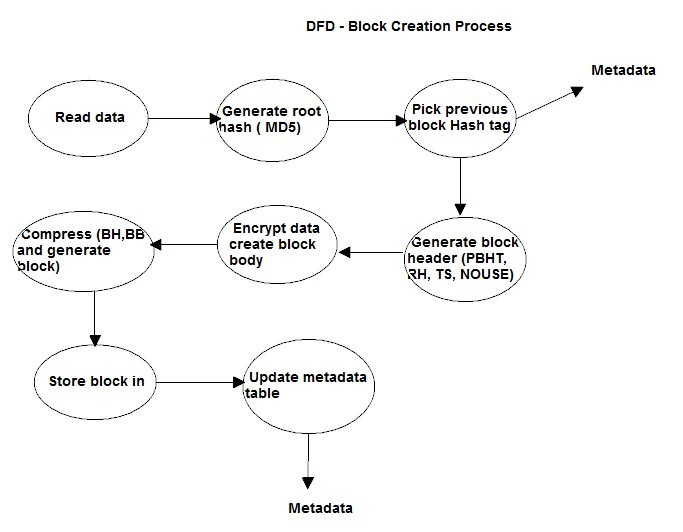 DFD - Block Creation Process
Metadata
Read data
Generate root
hash ( MD5)
Pick previous
block Hash tag
Compress (BH,BB
and generate
block)
Encrypt data
create block
body
Generate block
header (PBHT,
RH, TS, NOUSE)
Store block in
Update metadata
table
Metadata